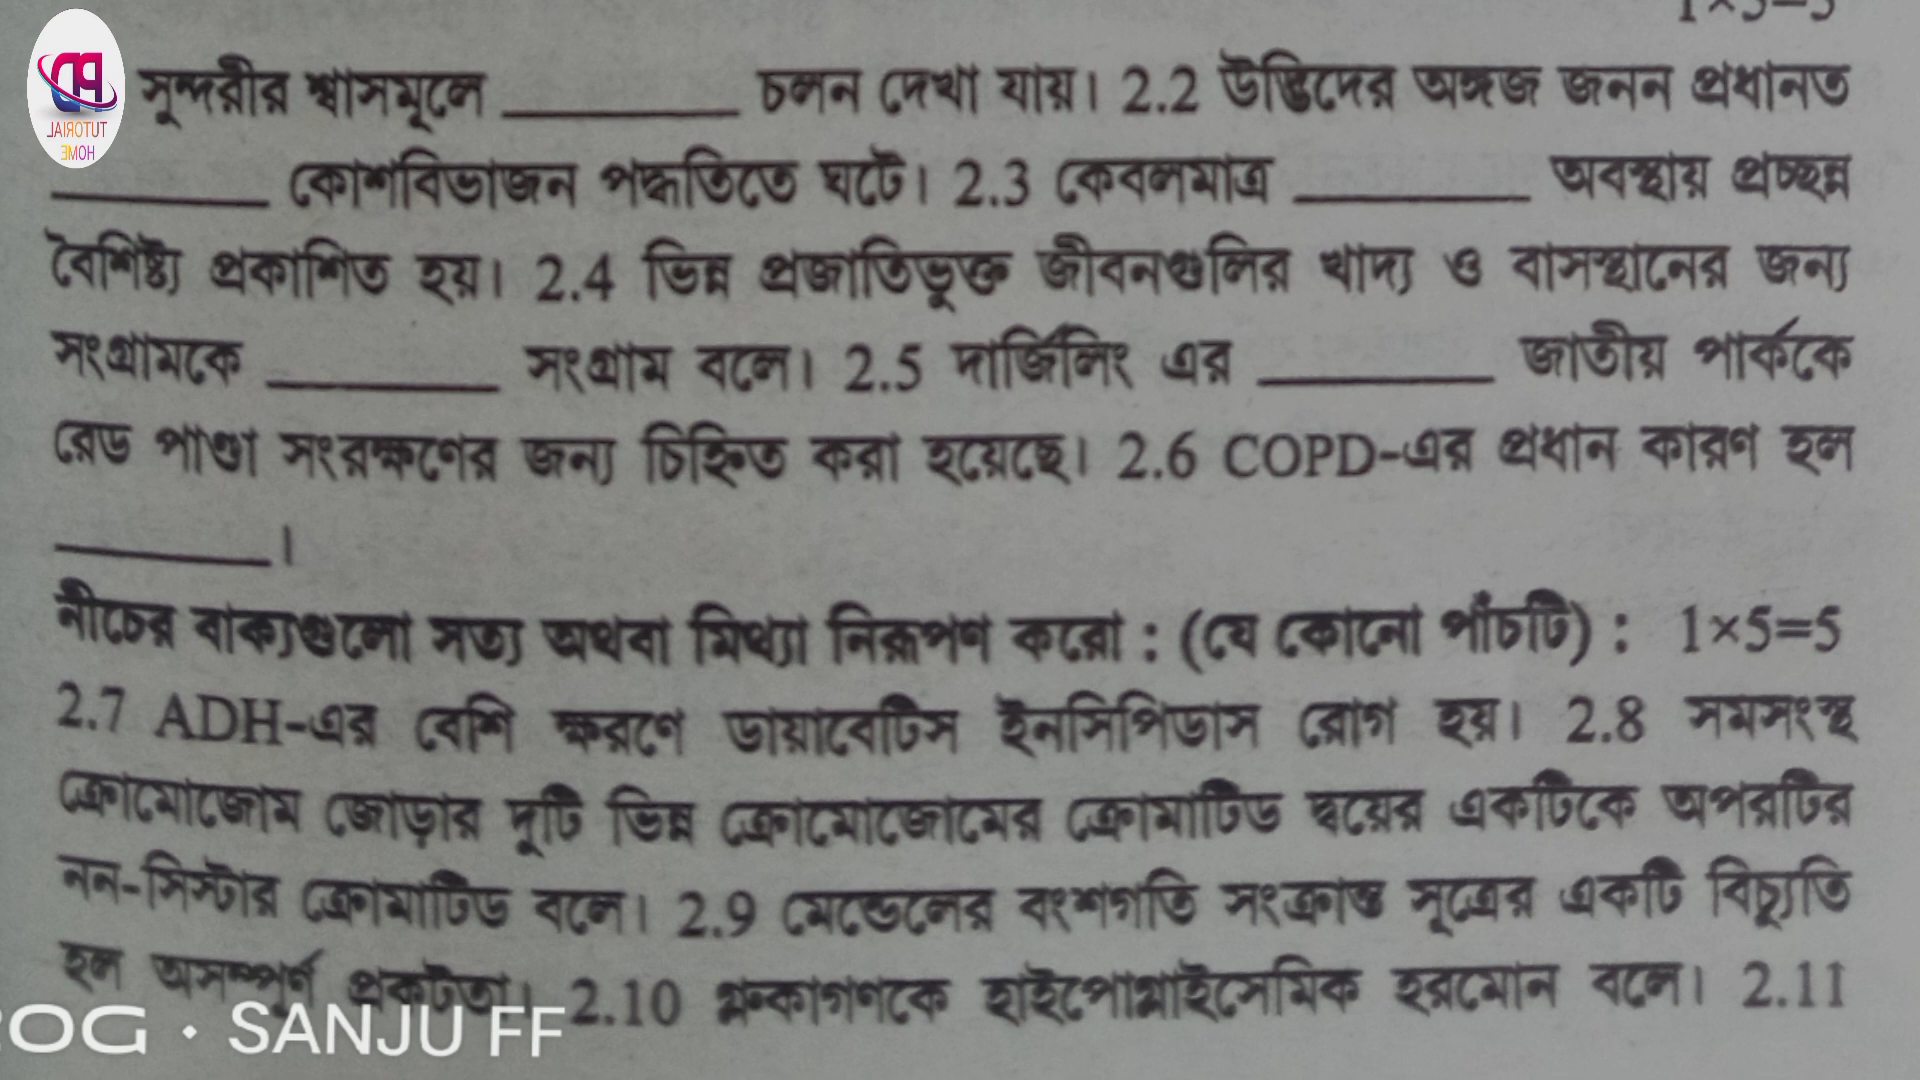 1×5=5
PD
TUTORIAL
HOME
সুন্দরীর শ্বাসমূলে ________ চলন দেখা যায়। 2.2 উদ্ভিদের অঙ্গজ জনন প্রধানত
________ কোশবিভাজন পদ্ধতিতে ঘটে। 2.3 কেবলমাত্র ________ অবস্থায় প্রচ্ছন্ন
বৈশিষ্ট্য প্রকাশিত হয়। 2.4 ভিন্ন প্রজাতিভুক্ত জীবনগুলির খাদ্য ও বাসস্থানের জন্য
সংগ্রামকে ________ সংগ্রাম বলে। 2.5 দার্জিলিং এর ________ জাতীয় পার্ককে
রেড পাণ্ডা সংরক্ষণের জন্য চিহ্নিত করা হয়েছে। 2.6 COPD-এর প্রধান কারণ হল
________।
নীচের বাক্যগুলো সত্য অথবা মিথ্যা নিরূপণ করো : (যে কোনো পাঁচটি) : 1×5=5
2.7 ADH-এর বেশি ক্ষরণে ডায়াবেটিস ইনসিপিডাস রোগ হয়। 2.8 সমসংস্থ
ক্রোমোজোম জোড়ার দুটি ভিন্ন ক্রোমোজোমের ক্রোমাটিড দ্বয়ের একটিকে অপরটির
নন-সিস্টার ক্রোমাটিড বলে। 2.9 মেন্ডেলের বংশগতি সংক্রান্ত সূত্রের একটি বিচ্যুতি
হল অসম্পূর্ণ প্রকটতা। 2.10 গ্লুকাগণকে হাইপোগ্লাইসেমিক হরমোন বলে। 2.11
OG · SANJU FF